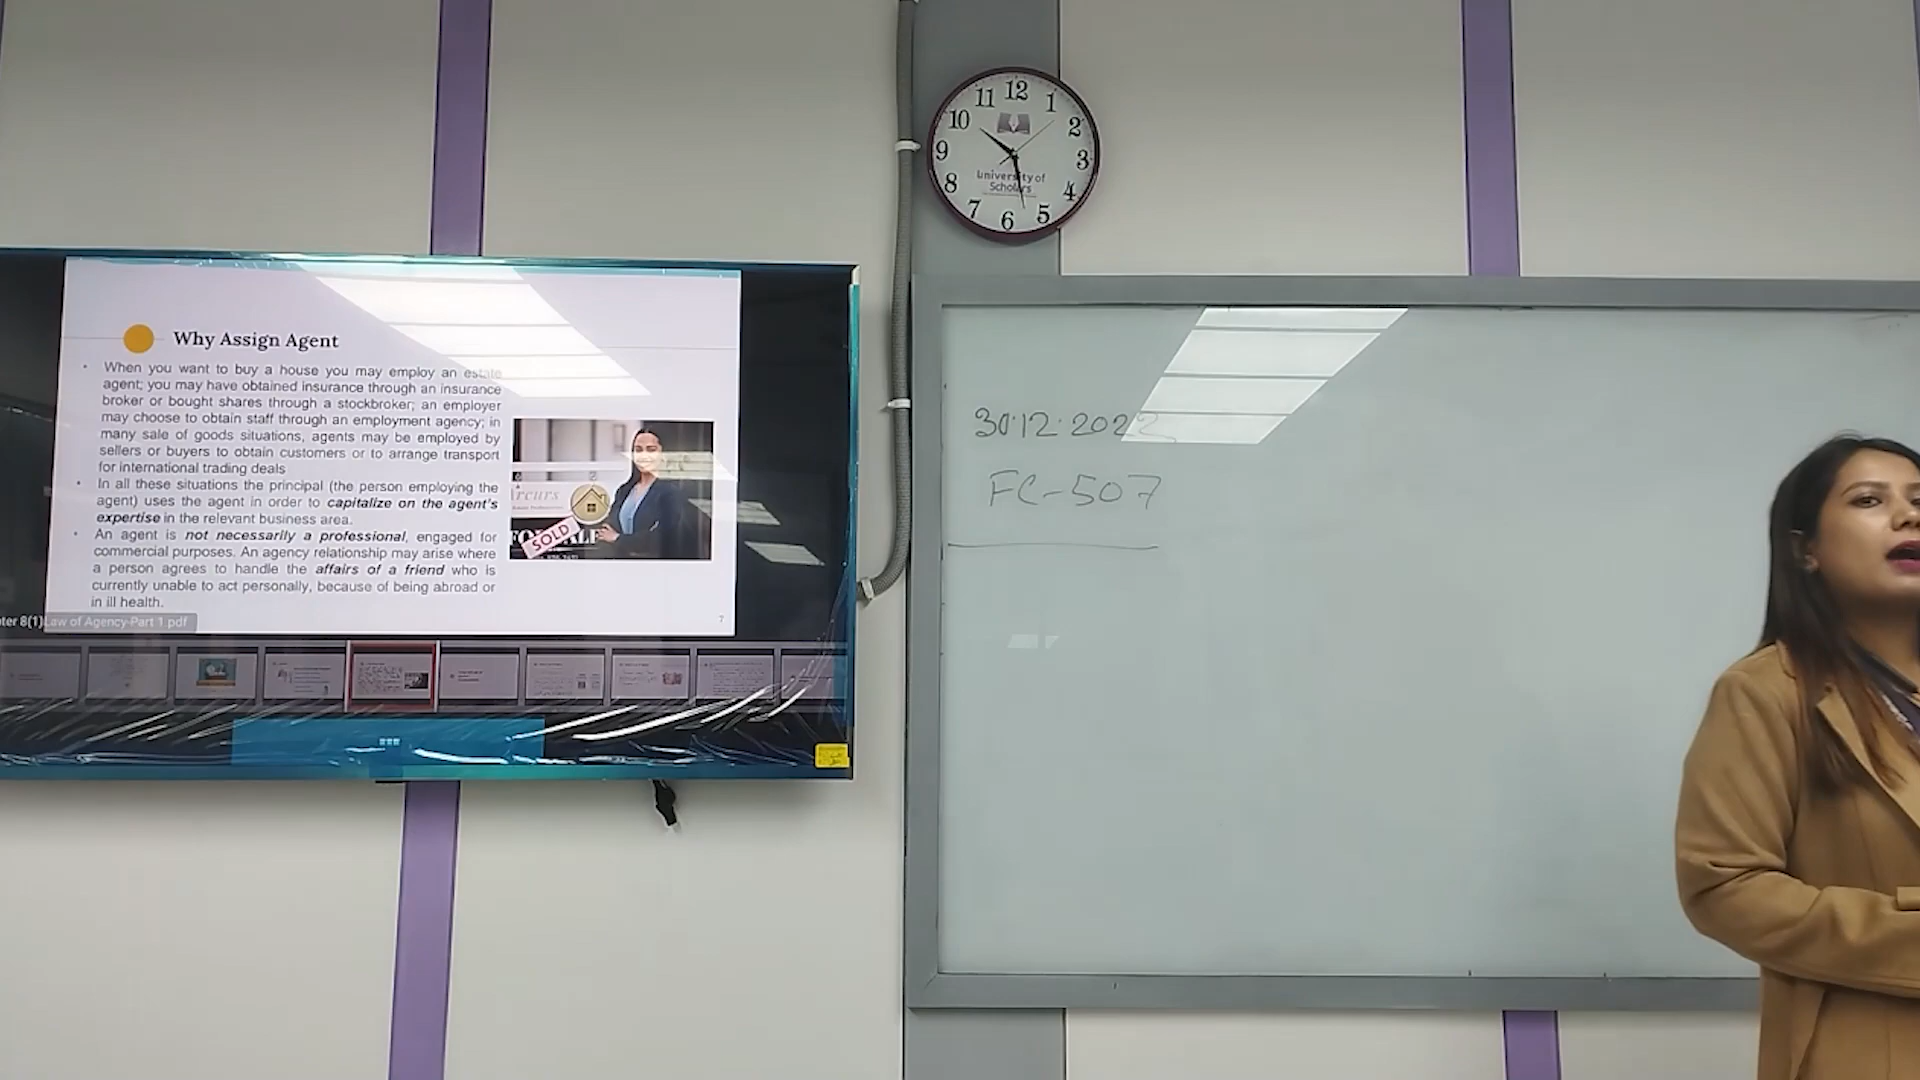 12
1
2
3
4
5
6
7
8
9
10
11
University of
Scholars
Why Assign Agent
• When you want to buy a house you may employ an estate
agent; you may have obtained insurance through an insurance
broker or bought shares through a stockbroker; an employer
may choose to obtain staff through an employment agency; in
many sale of goods situations, agents may be employed by
sellers or buyers to obtain customers or to arrange transport
for international trading deals
• In all these situations the principal (the person employing the
agent) uses the agent in order to capitalize on the agent's
expertise in the relevant business area.
• An agent is not necessarily a professional, engaged for
commercial purposes. An agency relationship may arise where
a person agrees to handle the affairs of a friend who is
currently unable to act personally, because of being abroad or
in ill health.
Arcurs
SOLD
7
ter 8(1)Law of Agency-Part 1.pdf
30.12.2022
FC-507